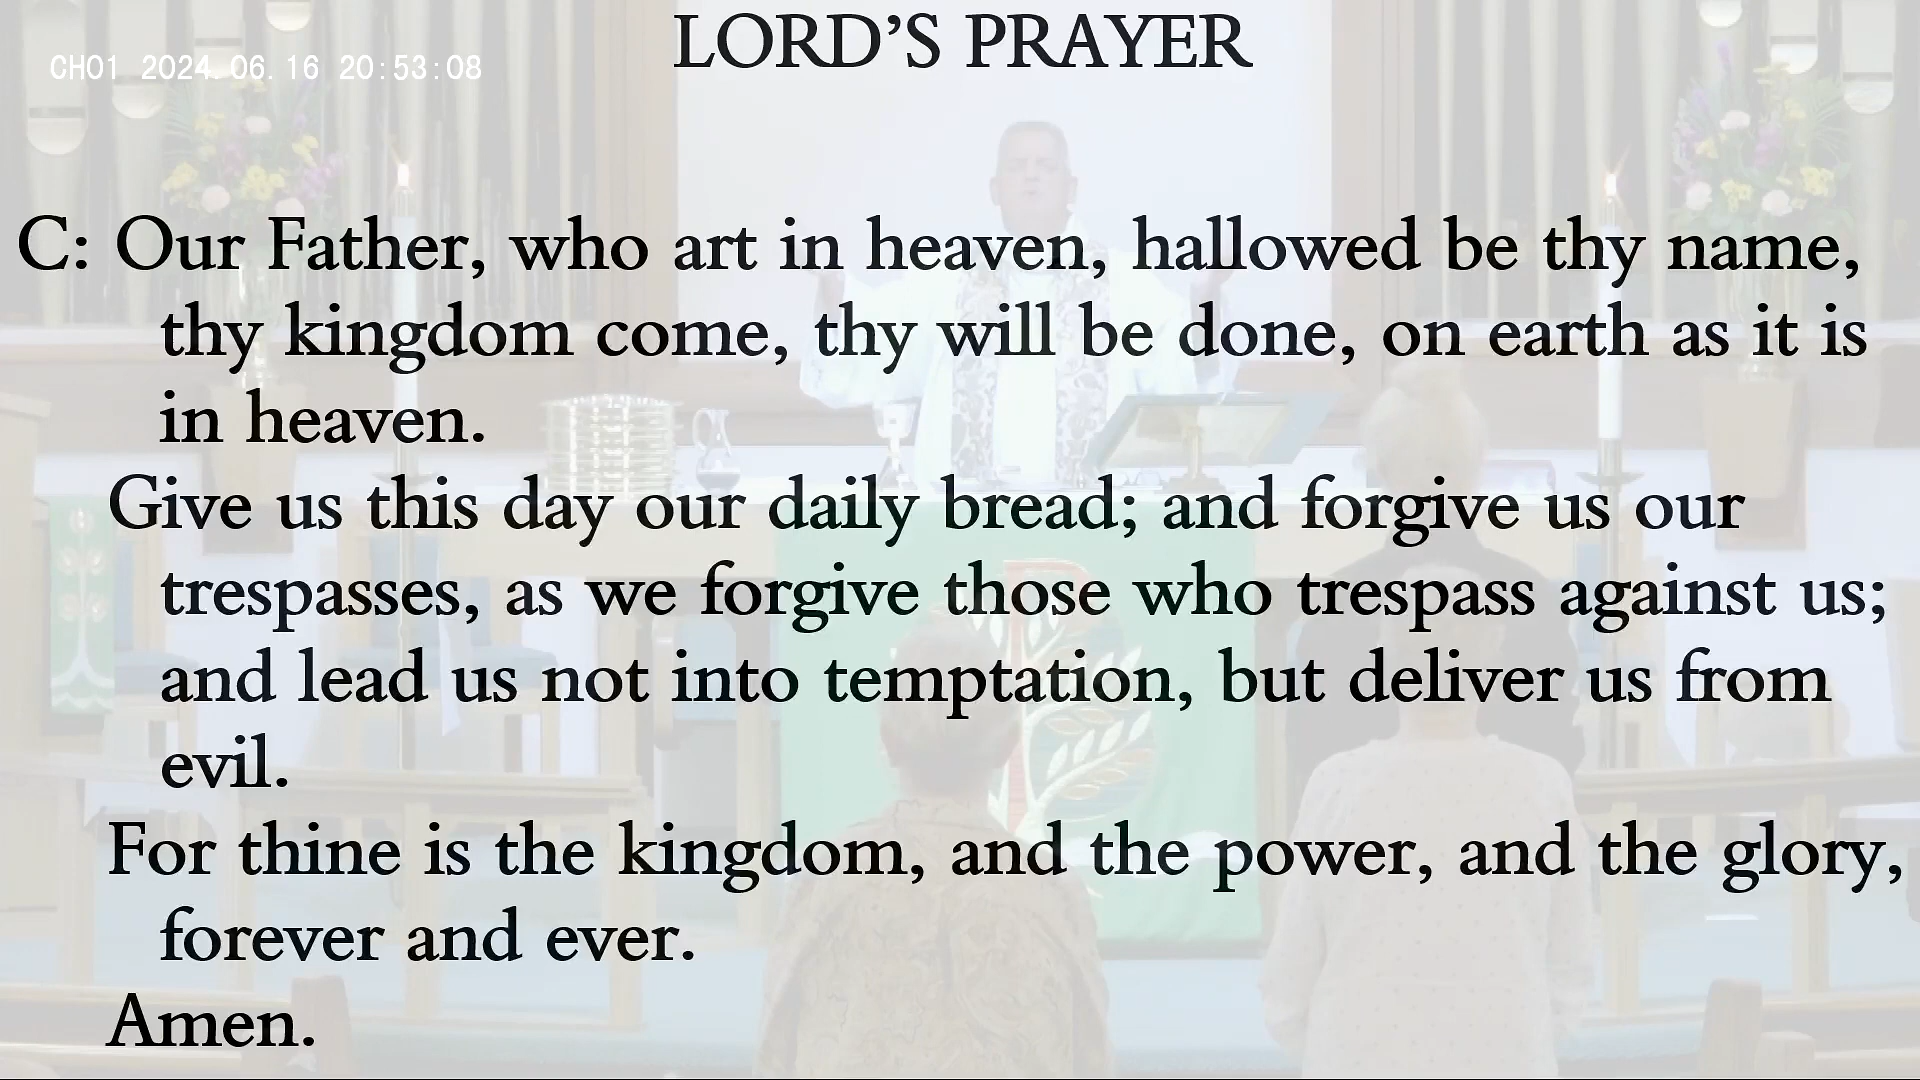 LORD'S PRAYER
CH01 2024.06.16 20:53:08
C: Our Father, who art in heaven, hallowed be thy name,
thy kingdom come, thy will be done, on earth as it is
in heaven.
Give us this day our daily bread; and forgive us our
trespasses, as we forgive those who trespass against us;
and lead us not into temptation, but deliver us from
evil.
For thine is the kingdom, and the power, and the glory,
forever and ever.
Amen.